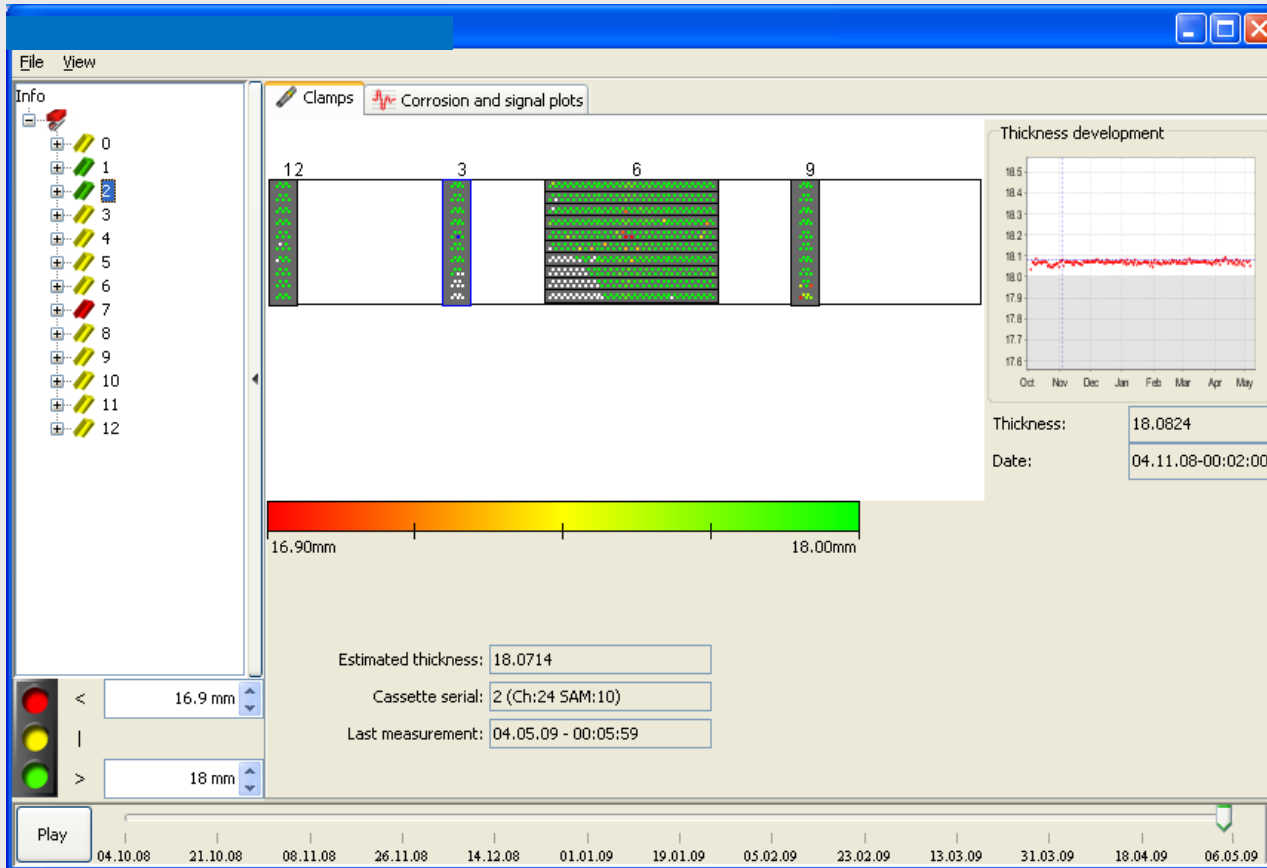 File View
Info
0
1
2
3
4
5
6
7
8
9
10
11
12
Clamps Corrosion and signal plots
12 3 6 9
Thickness development
18.5
18.4
18.3
18.2
18.1
18.0
17.9
17.8
17.7
17.6
Oct Nov Dec Jan Feb Mar Apr May
Thickness: 18.0824
Date: 04.11.08-00:02:00
16.90mm 18.00mm
Estimated thickness: 18.0714
Cassette serial: 2 (Ch:24 SAM:10)
Last measurement: 04.05.09 - 00:05:59
< 16.9 mm
|
> 18 mm
Play
04.10.08 21.10.08 08.11.08 26.11.08 14.12.08 01.01.09 19.01.09 05.02.09 23.02.09 13.03.09 31.03.09 18.04.09 06.05.09